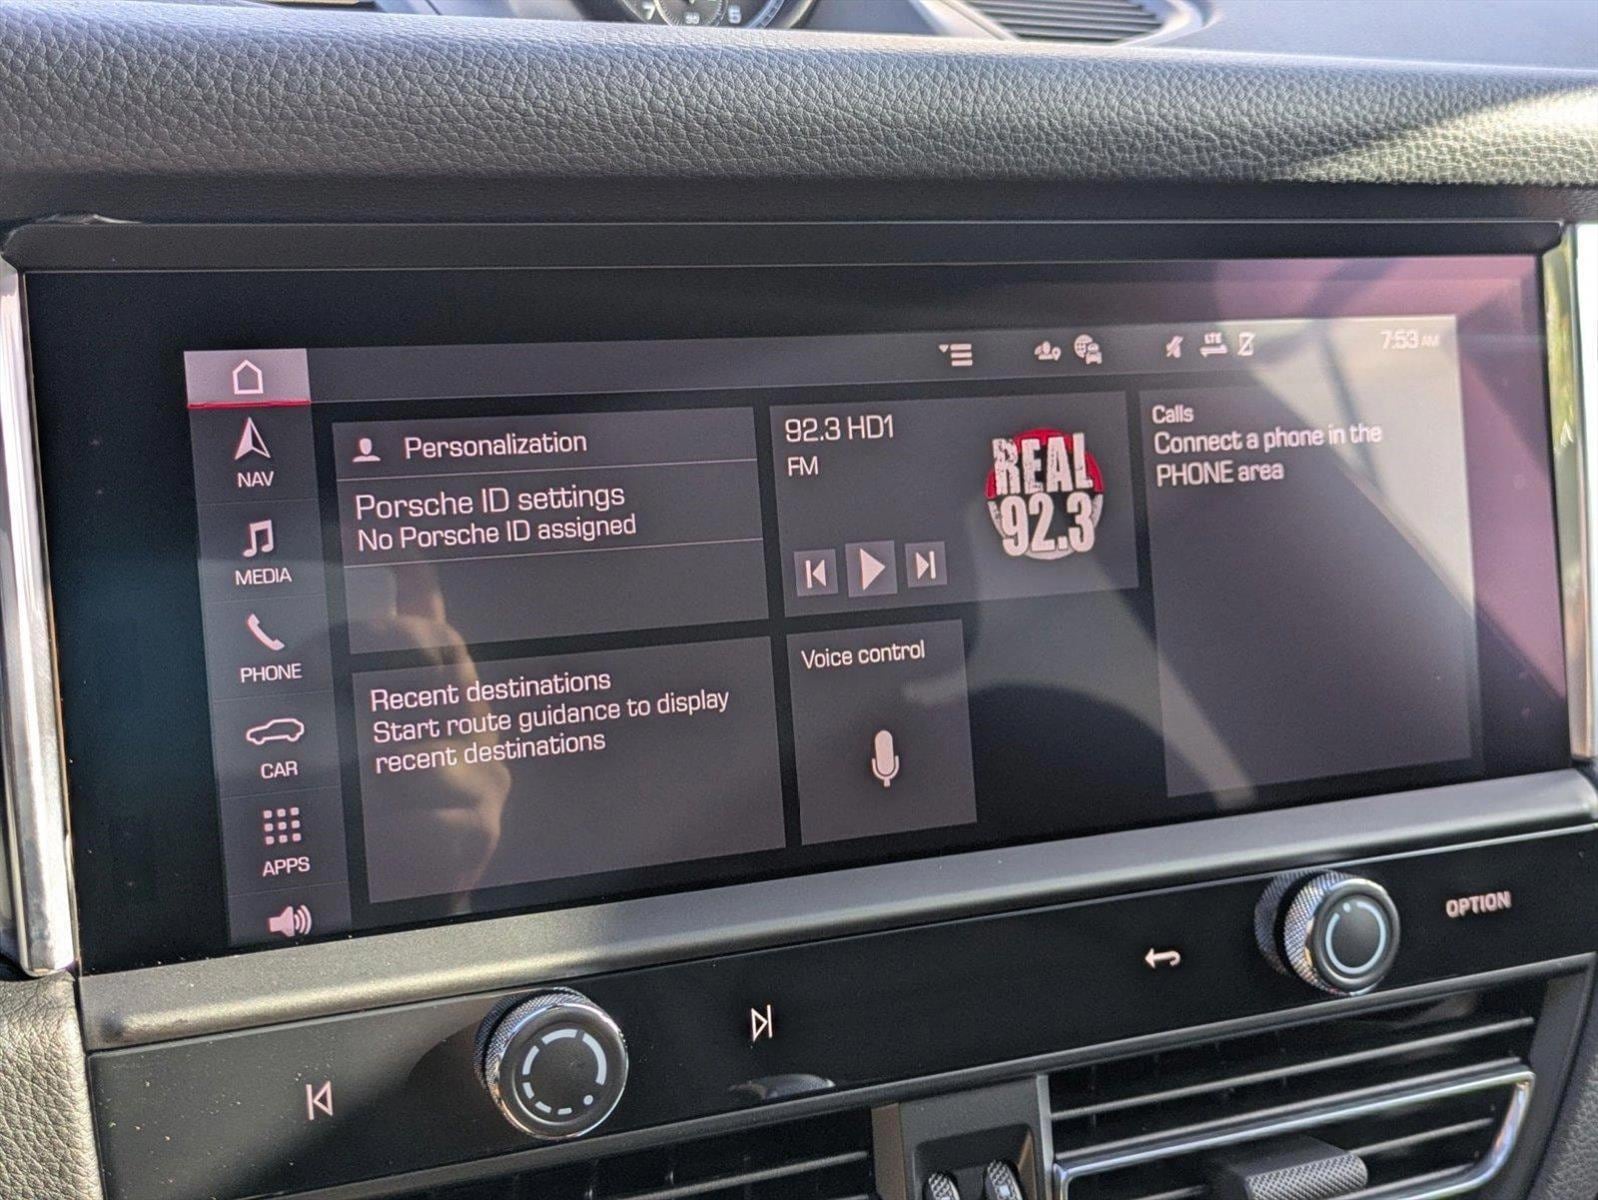 7:53 AM
LTE
NAV
MEDIA
PHONE
CAR
APPS
Personalization
Porsche ID settings
No Porsche ID assigned
Recent destinations
Start route guidance to display
recent destinations
92.3 HD1
FM
REAL
92.3
Voice control
Calls
Connect a phone in the
PHONE area
OPTION